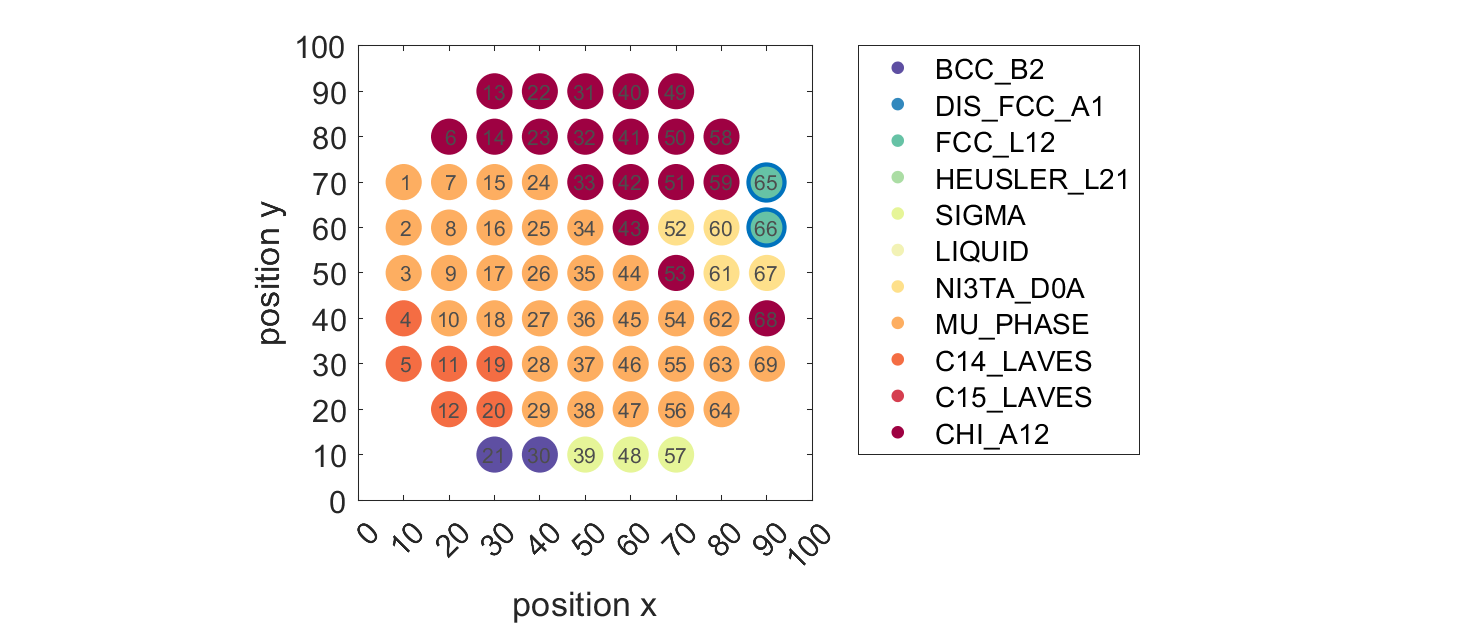 100
90
80
70
60
50
40
30
20
10
0
position y
13 22 31 40 49
6 14 23 32 41 50 58
1 7 15 24 33 42 51 59 65
2 8 16 25 34 43 52 60 66
3 9 17 26 35 44 53 61 67
4 10 18 27 36 45 54 62 68
5 11 19 28 37 46 55 63 69
12 20 29 38 47 56 64
21 30 39 48 57
0 10 20 30 40 50 60 70 80 90 100
position x
BCC_B2
DIS_FCC_A1
FCC_L12
HEUSLER_L21
SIGMA
LIQUID
NI3TA_D0A
MU_PHASE
C14_LAVES
C15_LAVES
CHI_A12